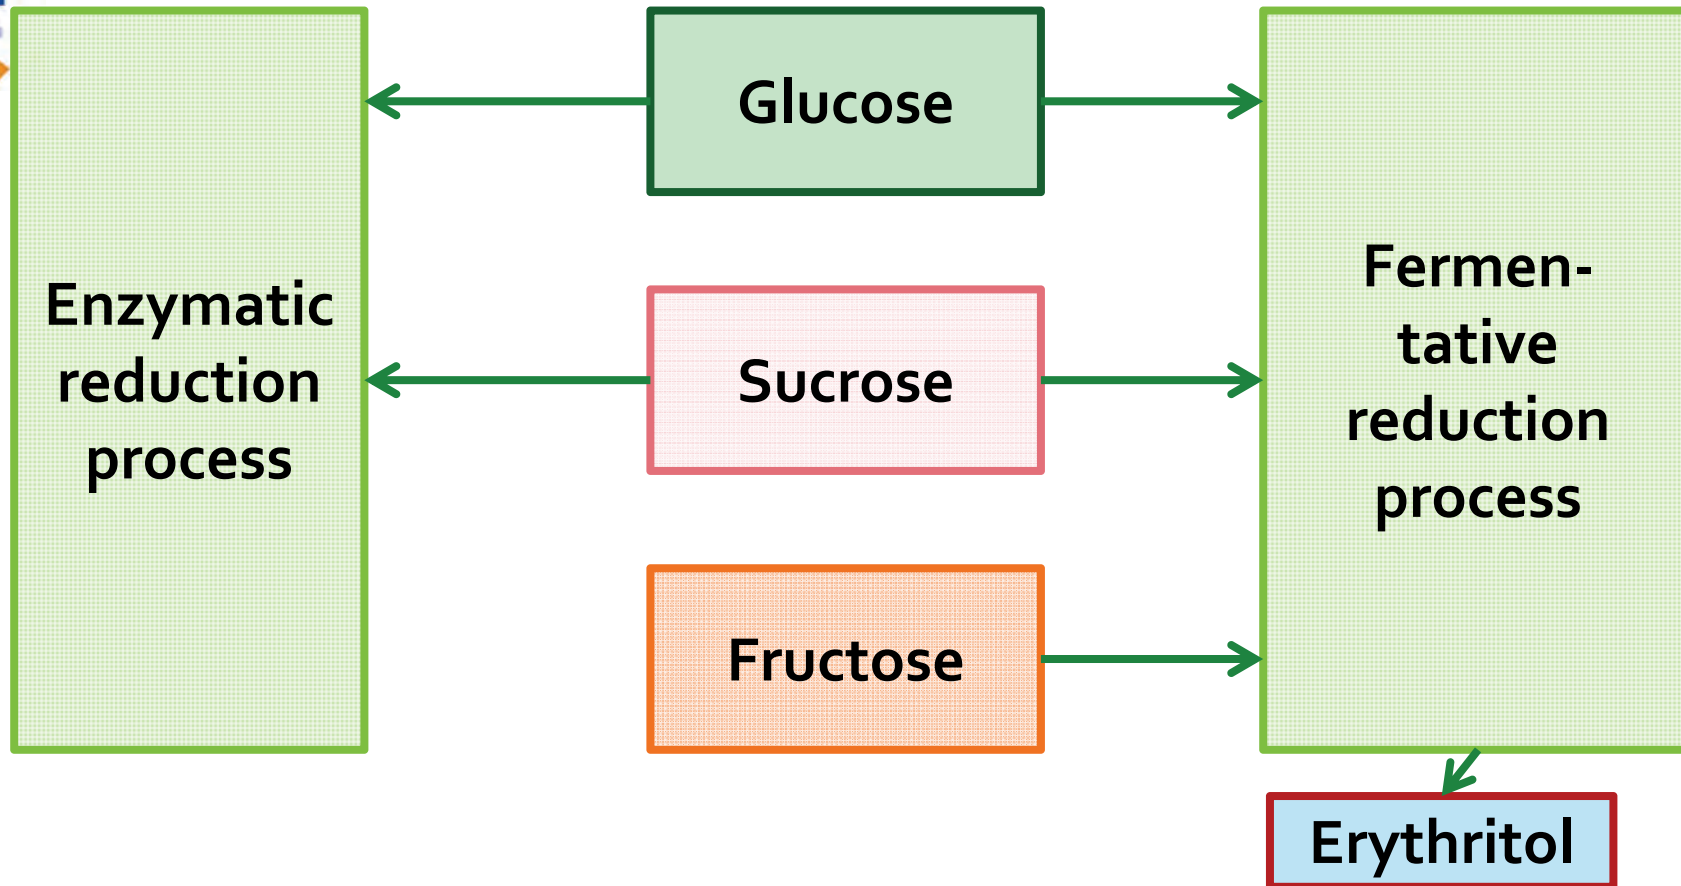 Enzymatic
reduction
process
Glucose
Sucrose
Fructose
Fermen-
tative
reduction
process
Erythritol